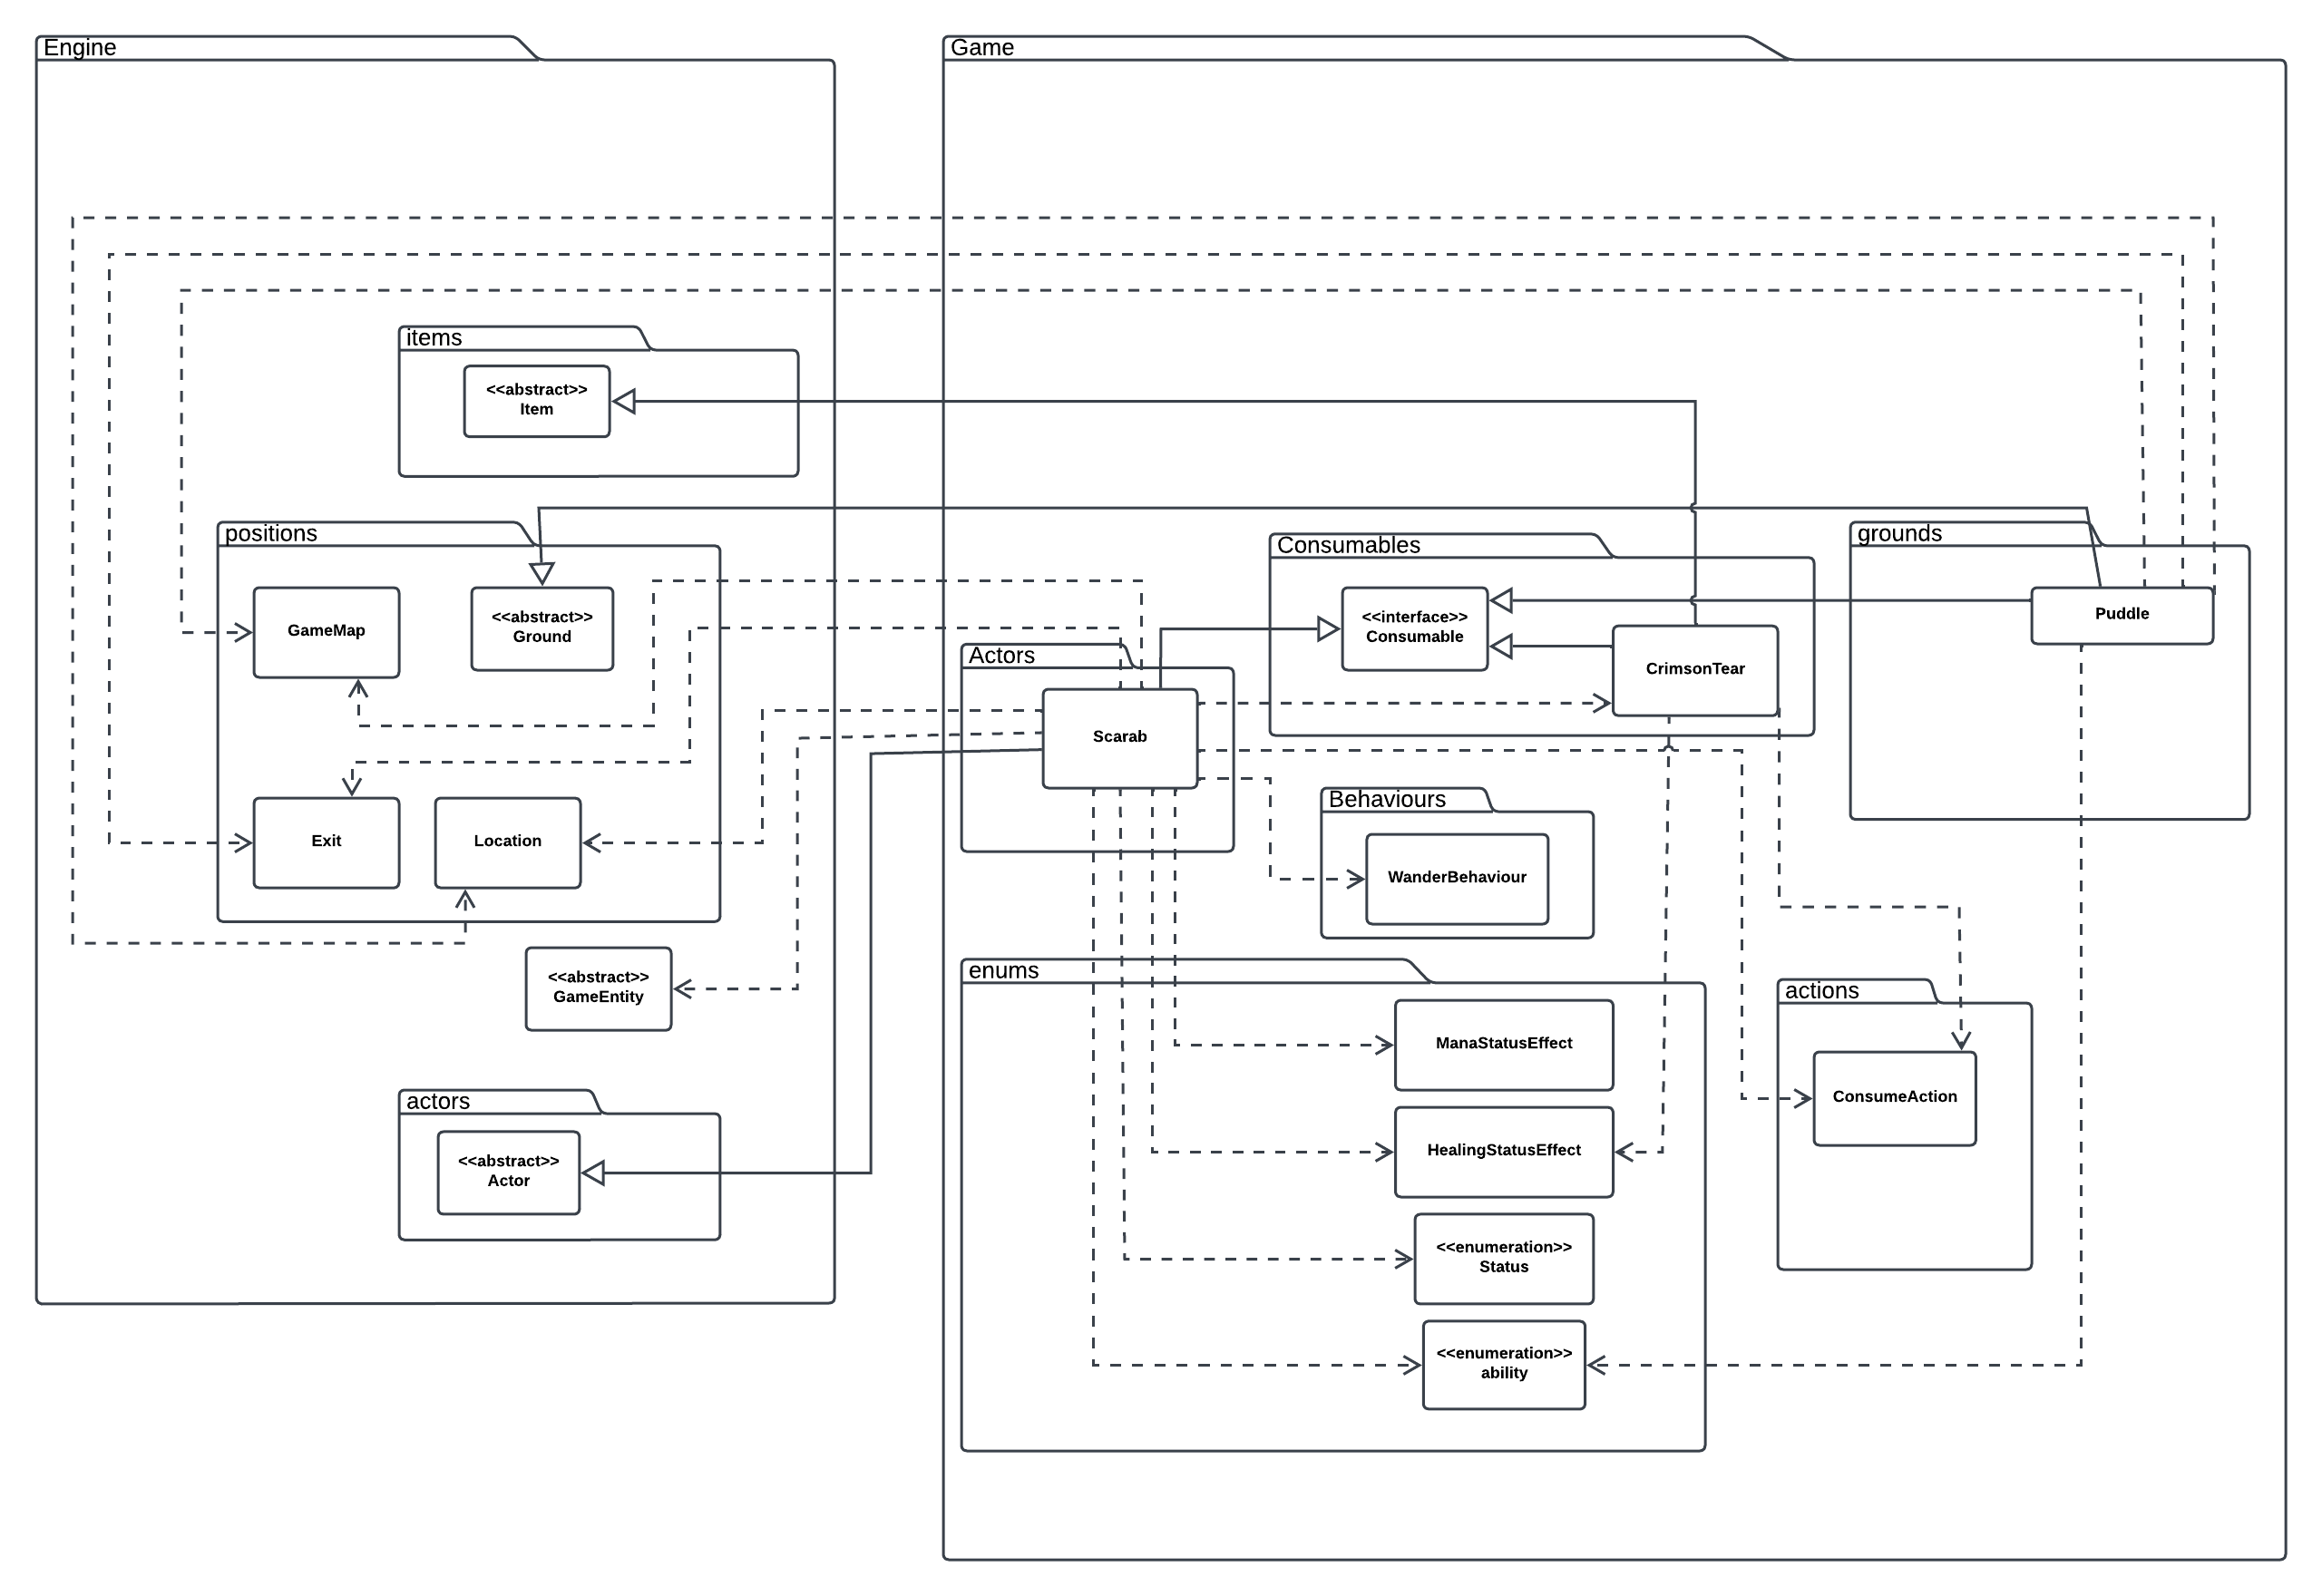 Engine
Game
items
<<abstract>>
Item
positions
GameMap
<<abstract>>
Ground
Exit
Location
<<abstract>>
GameEntity
actors
<<abstract>>
Actor
Consumables
<<interface>>
Consumable
CrimsonTear
grounds
Puddle
Actors
Scarab
Behaviours
WanderBehaviour
enums
ManaStatusEffect
HealingStatusEffect
<<enumeration>>
Status
<<enumeration>>
ability
actions
ConsumeAction